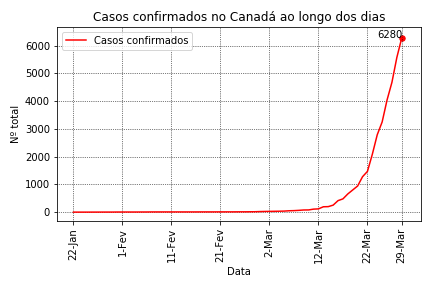 Casos confirmados no Canadá ao longo dos dias
Casos confirmados
6280
Nº total
6000
5000
4000
3000
2000
1000
0
22-Jan
1-Fev
11-Fev
21-Fev
2-Mar
12-Mar
22-Mar
29-Mar
Data